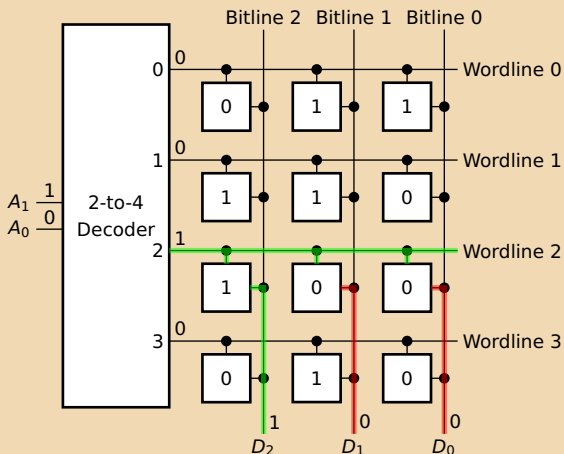 Bitline 2 Bitline 1 Bitline 0
0 0 Wordline 0
0 1 1
1 0 Wordline 1
1 1 0
A1 1
A0 0
2-to-4
Decoder
2 1 Wordline 2
1 0 0
3 0 Wordline 3
0 1 0
1 0 0
D2 D1 D0